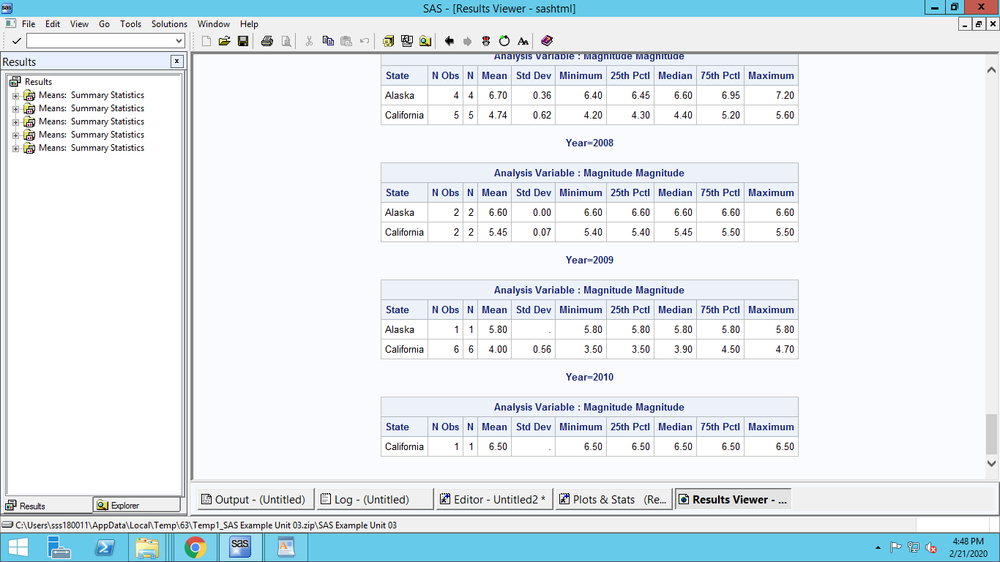 sas
SAS - [Results Viewer - sashtml]
File Edit View Go Tools Solutions Window Help
Results
Results
Means: Summary Statistics
Means: Summary Statistics
Means: Summary Statistics
Means: Summary Statistics
Means: Summary Statistics
Results Explorer
Analysis Variable : Magnitude Magnitude
State N Obs N Mean Std Dev Minimum 25th Pctl Median 75th Pctl Maximum
Alaska 4 4 6.70 0.36 6.40 6.45 6.60 6.95 7.20
California 5 5 4.74 0.62 4.20 4.30 4.40 5.20 5.60
Year=2008
Analysis Variable : Magnitude Magnitude
State N Obs N Mean Std Dev Minimum 25th Pctl Median 75th Pctl Maximum
Alaska 2 2 6.60 0.00 6.60 6.60 6.60 6.60 6.60
California 2 2 5.45 0.07 5.40 5.40 5.45 5.50 5.50
Year=2009
Analysis Variable : Magnitude Magnitude
State N Obs N Mean Std Dev Minimum 25th Pctl Median 75th Pctl Maximum
Alaska 1 1 5.80 . 5.80 5.80 5.80 5.80 5.80
California 6 6 4.00 0.56 3.50 3.50 3.90 4.50 4.70
Year=2010
Analysis Variable : Magnitude Magnitude
State N Obs N Mean Std Dev Minimum 25th Pctl Median 75th Pctl Maximum
California 1 1 6.50 . 6.50 6.50 6.50 6.50 6.50
Output - (Untitled) Log - (Untitled) Editor - Untitled2 * Plots & Stats (Re... Results Viewer - ...
C:\Users\sss180011\AppData\Local\Temp\63\Temp1_SAS Example Unit 03.zip\SAS Example Unit 03
sas
4:48 PM
2/21/2020